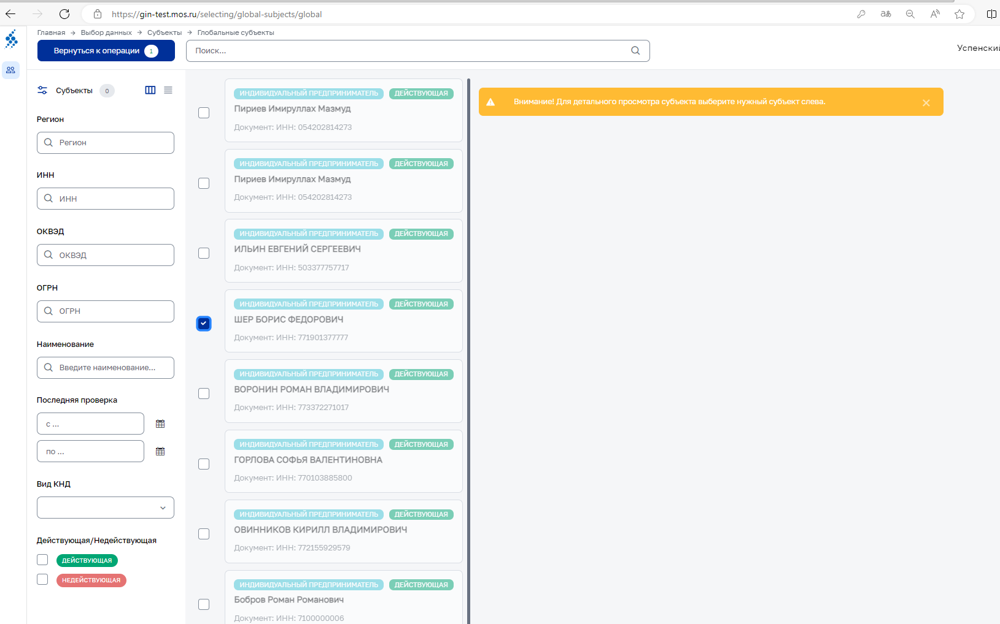 https://gin-test.mos.ru/selecting/global-subjects/global
Главная → Выбор данных → Субъекты → Глобальные субъекты
Вернуться к операции 1
Поиск...
Успенский
Субъекты 0
Регион
Регион
ИНН
ИНН
ОКВЭД
ОКВЭД
ОГРН
ОГРН
Наименование
Введите наименование...
Последняя проверка
с ...
по ...
Вид КНД
Действующая/Недействующая
ДЕЙСТВУЮЩАЯ
НЕДЕЙСТВУЮЩАЯ
ИНДИВИДУАЛЬНЫЙ ПРЕДПРИНИМАТЕЛЬ ДЕЙСТВУЮЩАЯ
Пириев Имируллах Мазмуд
Документ: ИНН: 054202814273
ИНДИВИДУАЛЬНЫЙ ПРЕДПРИНИМАТЕЛЬ ДЕЙСТВУЮЩАЯ
Пириев Имируллах Мазмуд
Документ: ИНН: 054202814273
ИНДИВИДУАЛЬНЫЙ ПРЕДПРИНИМАТЕЛЬ ДЕЙСТВУЮЩАЯ
ИЛЬИН ЕВГЕНИЙ СЕРГЕЕВИЧ
Документ: ИНН: 503377757717
ИНДИВИДУАЛЬНЫЙ ПРЕДПРИНИМАТЕЛЬ ДЕЙСТВУЮЩАЯ
ШЕР БОРИС ФЕДОРОВИЧ
Документ: ИНН: 771901377777
ИНДИВИДУАЛЬНЫЙ ПРЕДПРИНИМАТЕЛЬ ДЕЙСТВУЮЩАЯ
ВОРОНИН РОМАН ВЛАДИМИРОВИЧ
Документ: ИНН: 773372271017
ИНДИВИДУАЛЬНЫЙ ПРЕДПРИНИМАТЕЛЬ ДЕЙСТВУЮЩАЯ
ГОРЛОВА СОФЬЯ ВАЛЕНТИНОВНА
Документ: ИНН: 770103885800
ИНДИВИДУАЛЬНЫЙ ПРЕДПРИНИМАТЕЛЬ ДЕЙСТВУЮЩАЯ
ОВИННИКОВ КИРИЛЛ ВЛАДИМИРОВИЧ
Документ: ИНН: 772155929579
ИНДИВИДУАЛЬНЫЙ ПРЕДПРИНИМАТЕЛЬ ДЕЙСТВУЮЩАЯ
Бобров Роман Романович
Документ: ИНН: 7100000006
Внимание! Для детального просмотра субъекта выберите нужный субъект слева.